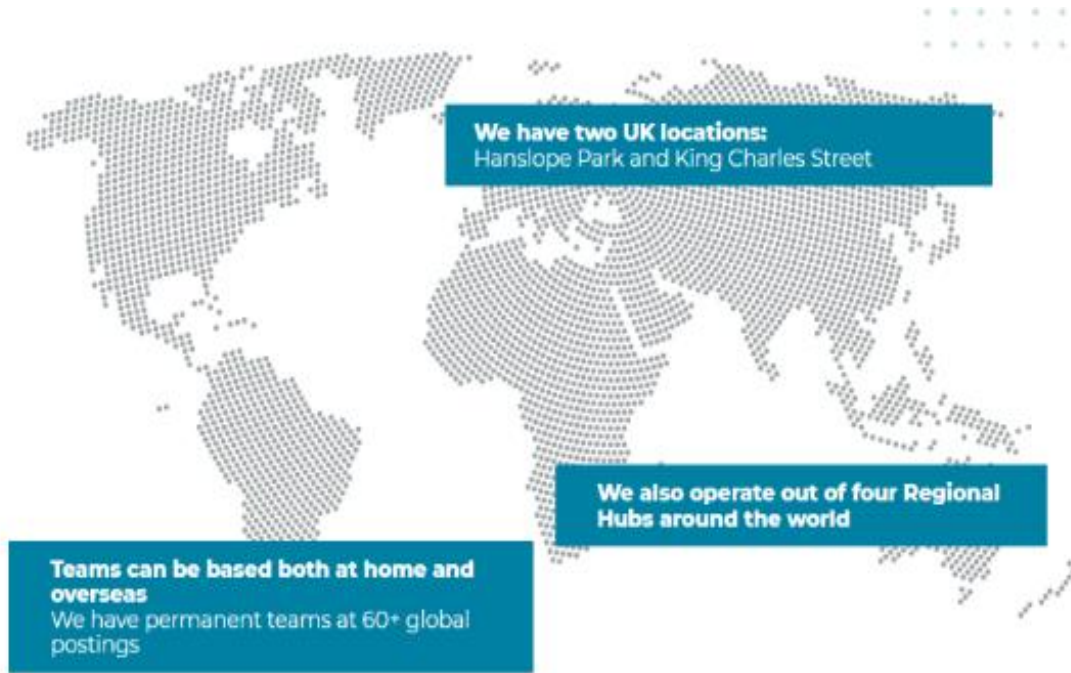 We have two UK locations:
Hanslope Park and King Charles Street
We also operate out of four Regional
Hubs around the world
Teams can be based both at home and
overseas
We have permanent teams at 60+ global
postings